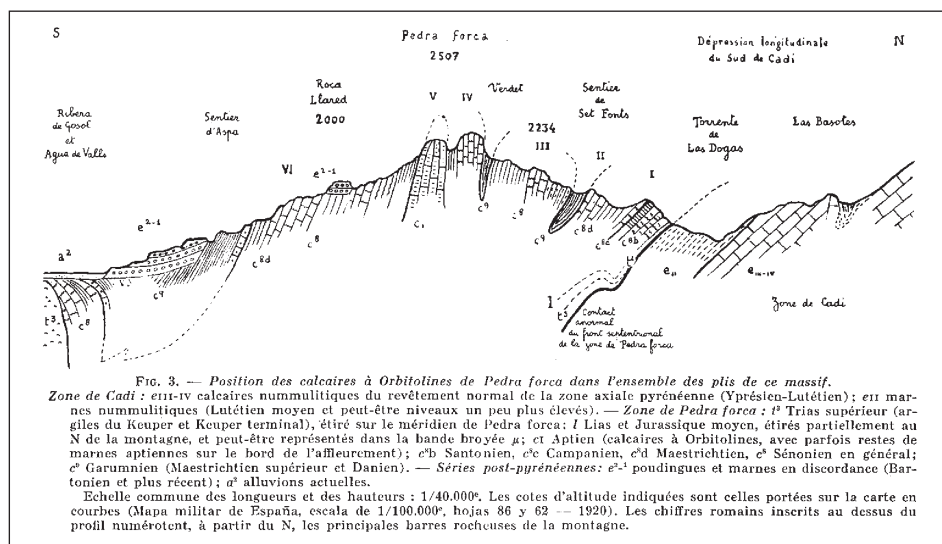 S
Pedra forca
2507
Dépression longitudinale
du Sud de Cadi
N
Ribera
de Gosol
et
Agua de Valls
Sentier
d'Aspa
Roca
Llared
2000
V
IV
Verdet
Sentier
de
Set Fonts
Torrente
de
Las Dogas
Las Basotes
2234
III
II
I
VI
e²⁻¹
e²⁻¹
a²
t³
c⁸
c⁹
c⁸ᵈ
c⁸
c₁
c⁹
c⁸
c⁹
c⁸ᵈ
c⁸ᶜ
c⁸ᵇ
µ
eII
eIII-IV
l
t³
Contact
anormal
du front septentrional
de la zone de Pedra forca
Zone de Cadi
FIG. 3. — Position des calcaires à Orbitolines de Pedra forca dans l'ensemble des plis de ce massif.
Zone de Cadi : eIII-IV calcaires nummulitiques du revêtement normal de la zone axiale pyrénéenne (Yprésien-Lutétien); eII mar-
nes nummulitiques (Lutétien moyen et peut-être niveaux un peu plus élevés). — Zone de Pedra forca : t³ Trias supérieur (ar-
giles du Keuper et Keuper terminal), étiré sur le méridien de Pedra forca; l Lias et Jurassique moyen, étirés partiellement au
N de la montagne, et peut-être représentés dans la bande broyée µ; cI Aptien (calcaires à Orbitolines, avec parfois restes de
marnes aptiennes sur le bord de l'affleurement); c⁸b Santonien, c⁸c Campanien, c⁸d Maestrichtien, c⁸ Sénonien en général;
c⁹ Garumnien (Maestrichtien supérieur et Danien). — Séries post-pyrénéennes: e²-¹ poudingues et marnes en discordance (Bar-
tonien et plus récent) ; a² alluvions actuelles.
Echelle commune des longueurs et des hauteurs : 1/40.000ᵉ. Les cotes d'altitude indiquées sont celles portées sur la carte en
courbes (Mapa militar de España, escala de 1/100.000ᵉ, hojas 86 y 62 — 1920). Les chiffres romains inscrits au dessus du
profil numérotent, à partir du N, les principales barres rocheuses de la montagne.